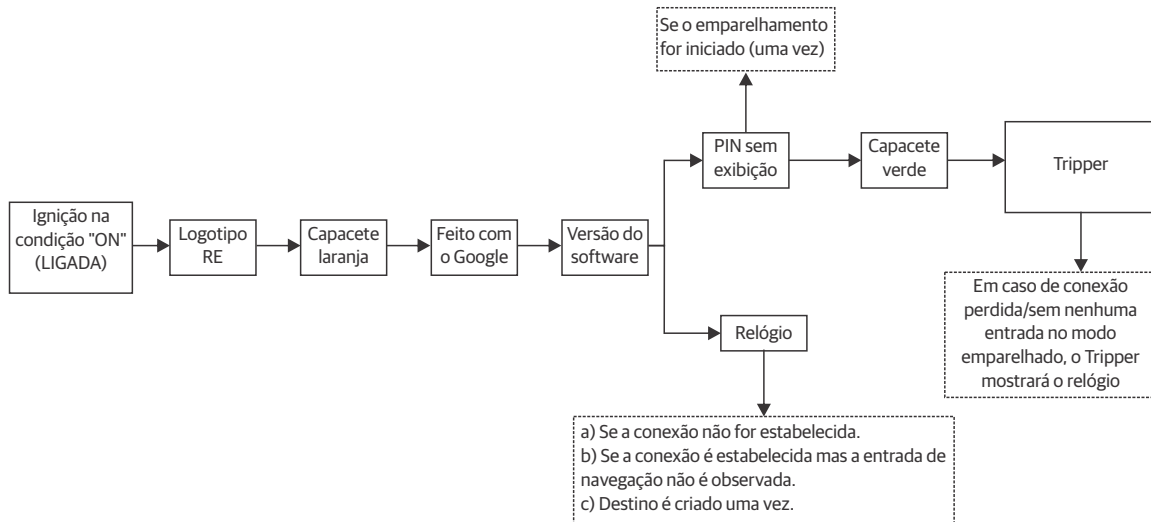 Se o emparelhamento
for iniciado (uma vez)
PIN sem
exibição
Capacete
verde
Tripper
Ignição na
condição "ON"
(LIGADA)
Logotipo
RE
Capacete
laranja
Feito com
o Google
Versão do
software
Relógio
Em caso de conexão
perdida/sem nenhuma
entrada no modo
emparelhado, o Tripper
mostrará o relógio
a) Se a conexão não for estabelecida.
b) Se a conexão é estabelecida mas a entrada de
navegação não é observada.
c) Destino é criado uma vez.